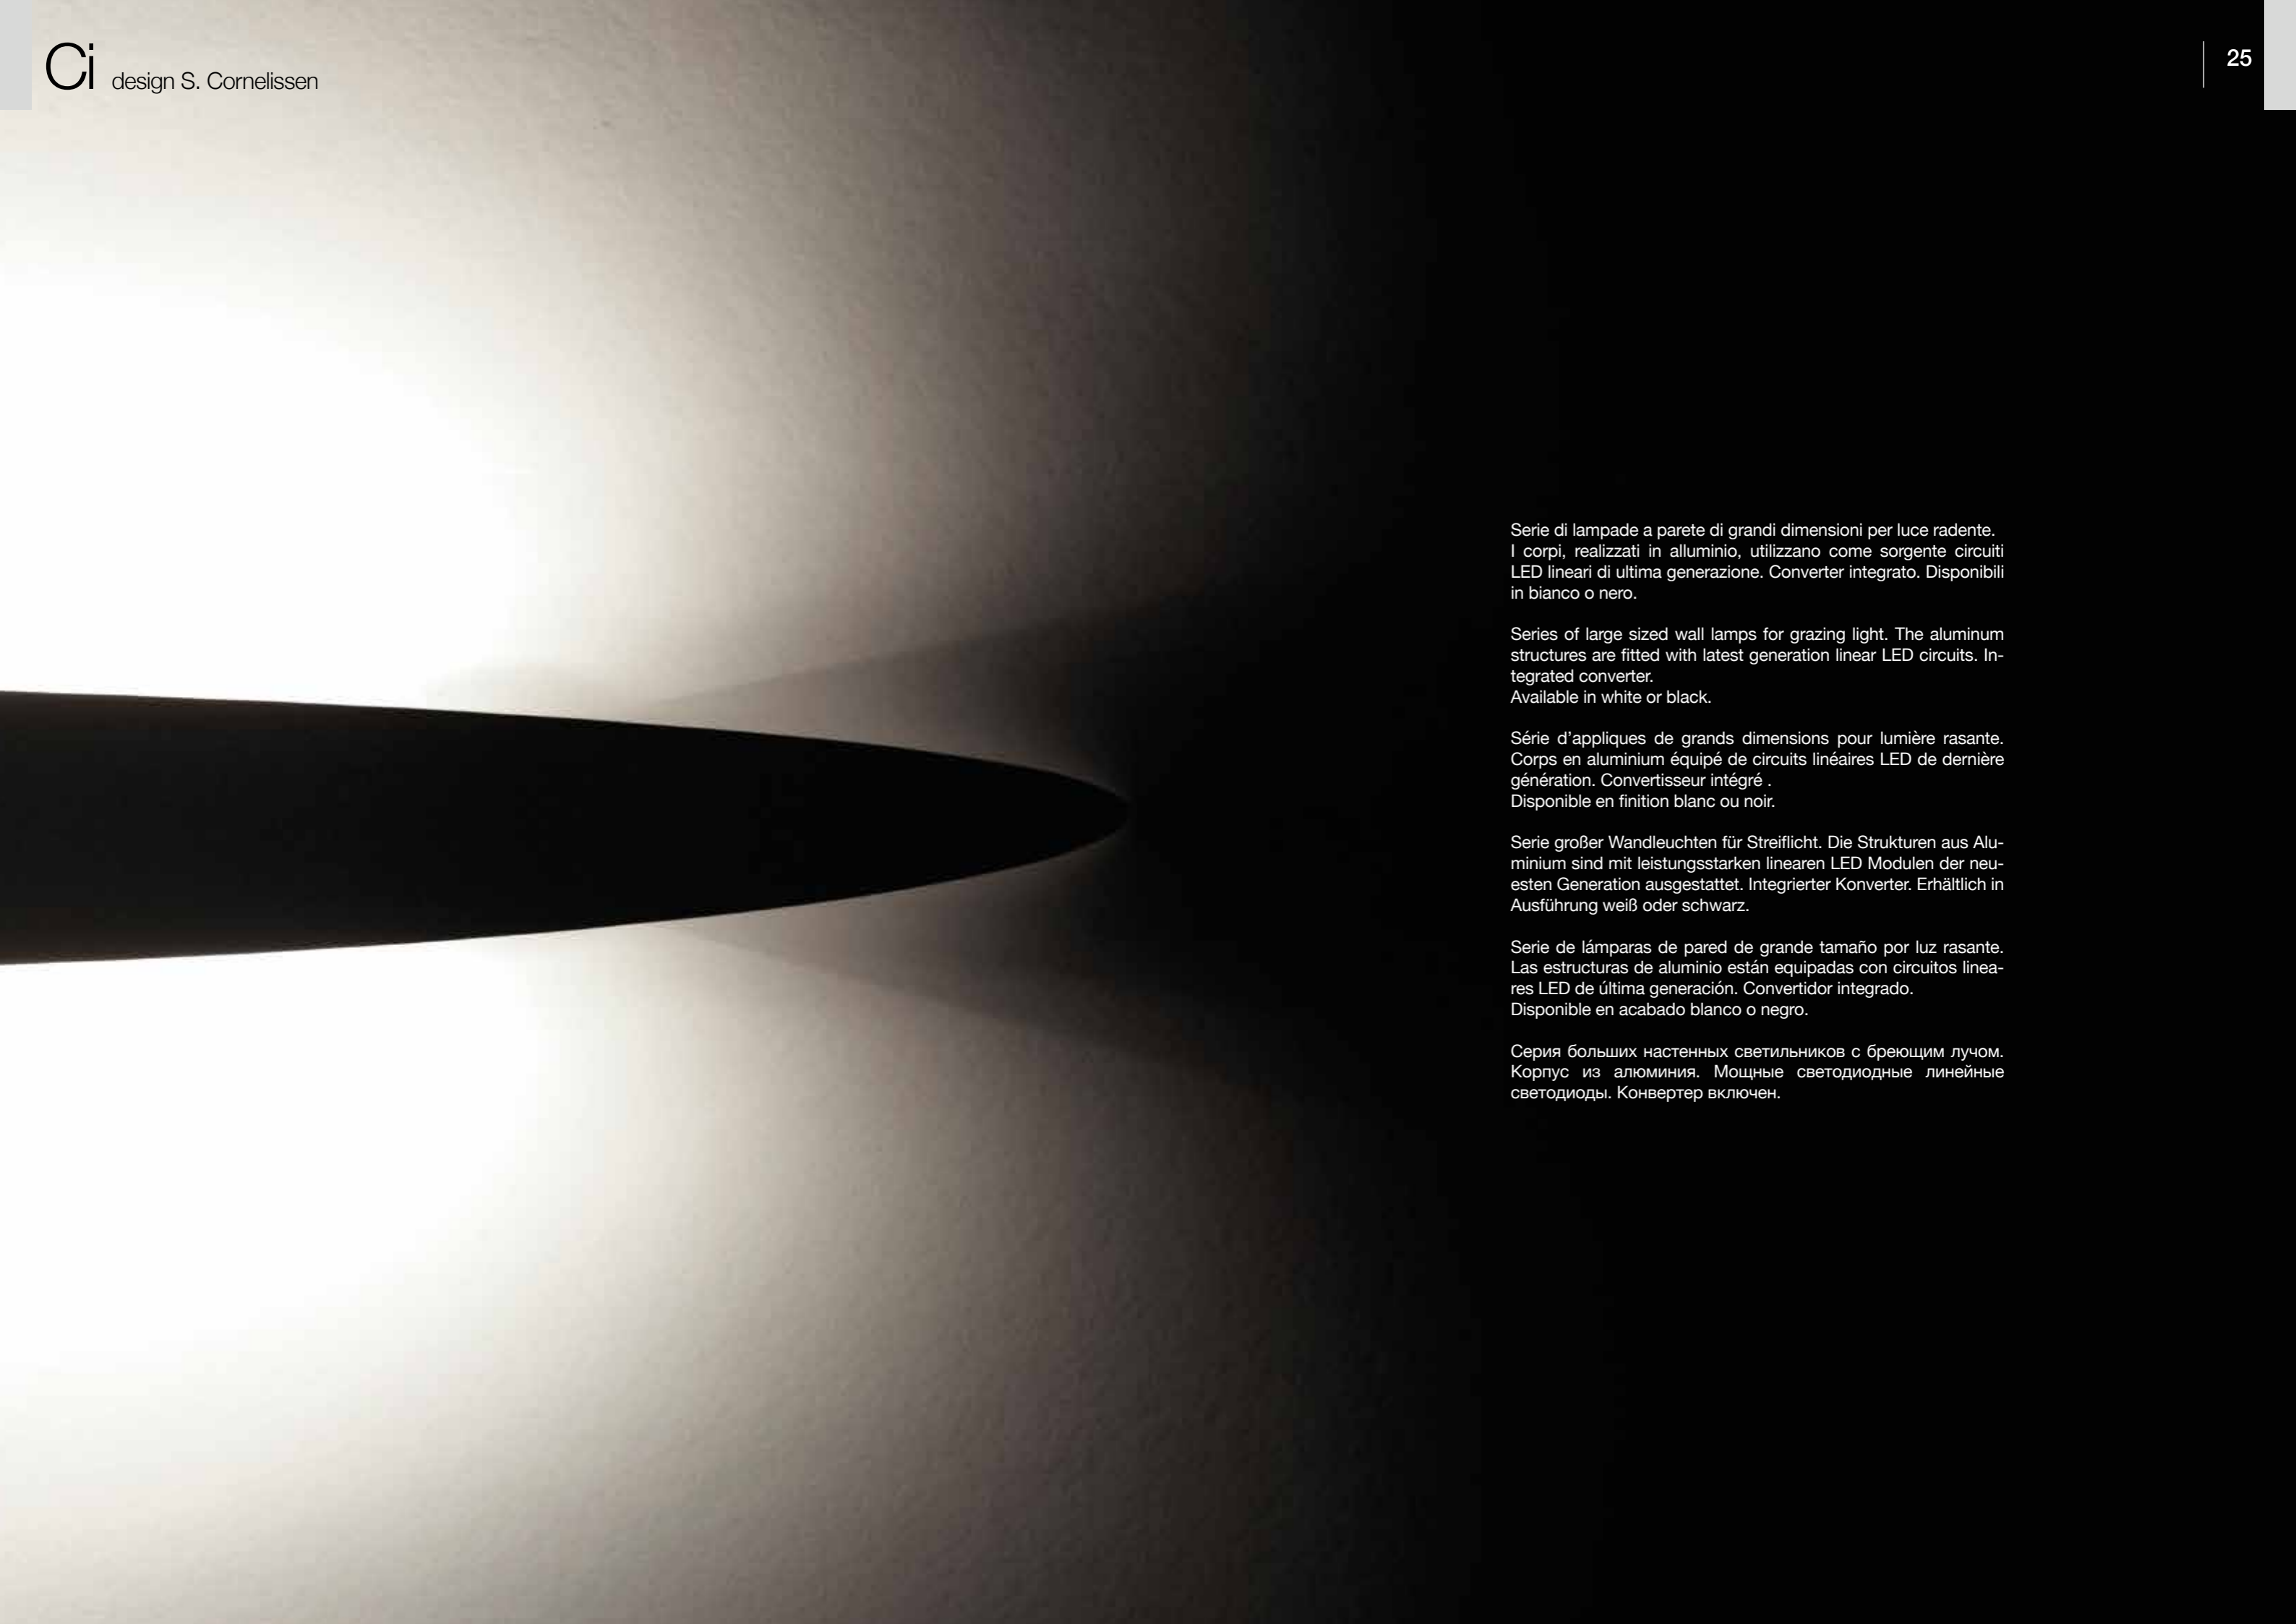 Ci design S. Cornelissen
25
Serie di lampade a parete di grandi dimensioni per luce radente.
I corpi, realizzati in alluminio, utilizzano come sorgente circuiti
LED lineari di ultima generazione. Converter integrato. Disponibili
in bianco o nero.
Series of large sized wall lamps for grazing light. The aluminum
structures are fitted with latest generation linear LED circuits. In-
tegrated converter.
Available in white or black.
Série d’appliques de grands dimensions pour lumière rasante.
Corps en aluminium équipé de circuits linéaires LED de dernière
génération. Convertisseur intégré .
Disponible en finition blanc ou noir.
Serie großer Wandleuchten für Streiflicht. Die Strukturen aus Alu-
minium sind mit leistungsstarken linearen LED Modulen der neu-
esten Generation ausgestattet. Integrierter Konverter. Erhältlich in
Ausführung weiß oder schwarz.
Serie de lámparas de pared de grande tamaño por luz rasante.
Las estructuras de aluminio están equipadas con circuitos linea-
res LED de última generación. Convertidor integrado.
Disponible en acabado blanco o negro.
Серия больших настенных светильников с бреющим лучом.
Корпус из алюминия. Мощные светодиодные линейные
светодиоды. Конвертер включен.